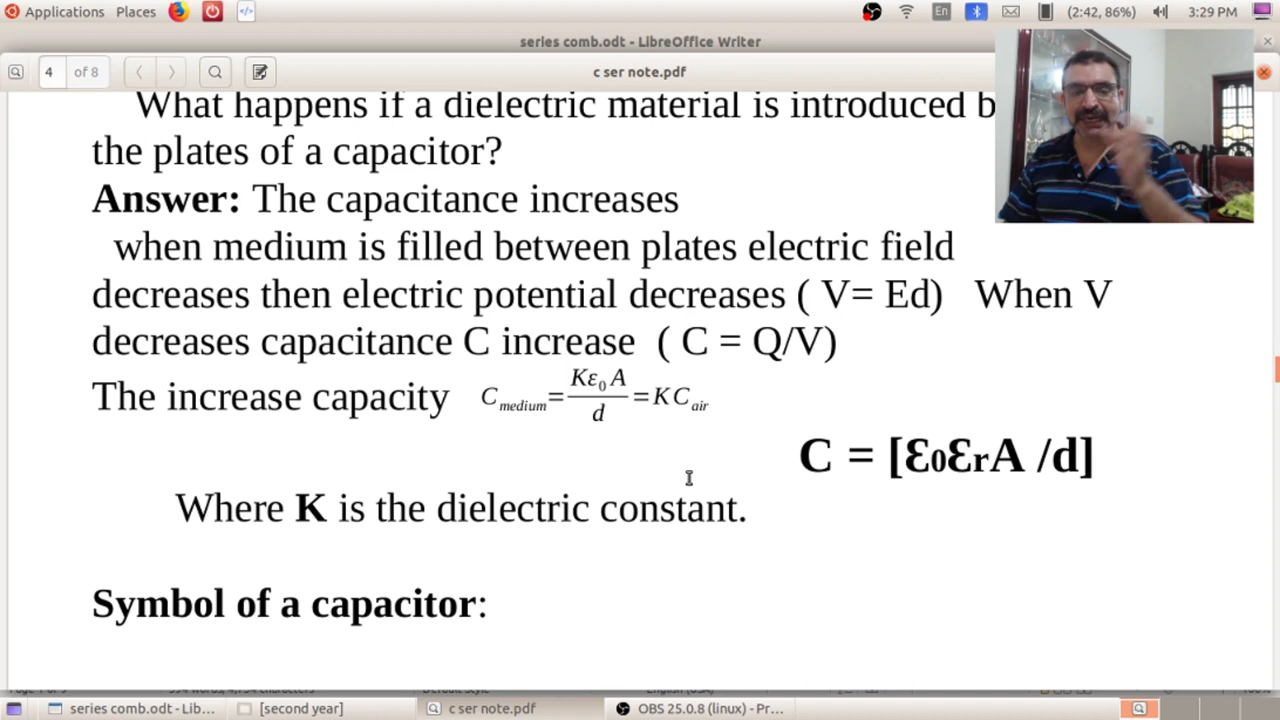 Applications Places En (2:42, 86%) 3:29 PM
series comb.odt - LibreOffice Writer
4 of 8 c ser note.pdf
What happens if a dielectric material is introduced b
the plates of a capacitor?
Answer: The capacitance increases
when medium is filled between plates electric field
decreases then electric potential decreases ( V= Ed) When V
decreases capacitance C increase ( C = Q/V)
The increase capacity C medium = Kε0 A / d = K C air
C = [Ɛ0ƐrA /d]
Where K is the dielectric constant.
Symbol of a capacitor:
series comb.odt - Lib... [second year] c ser note.pdf OBS 25.0.8 (linux) - Pr...